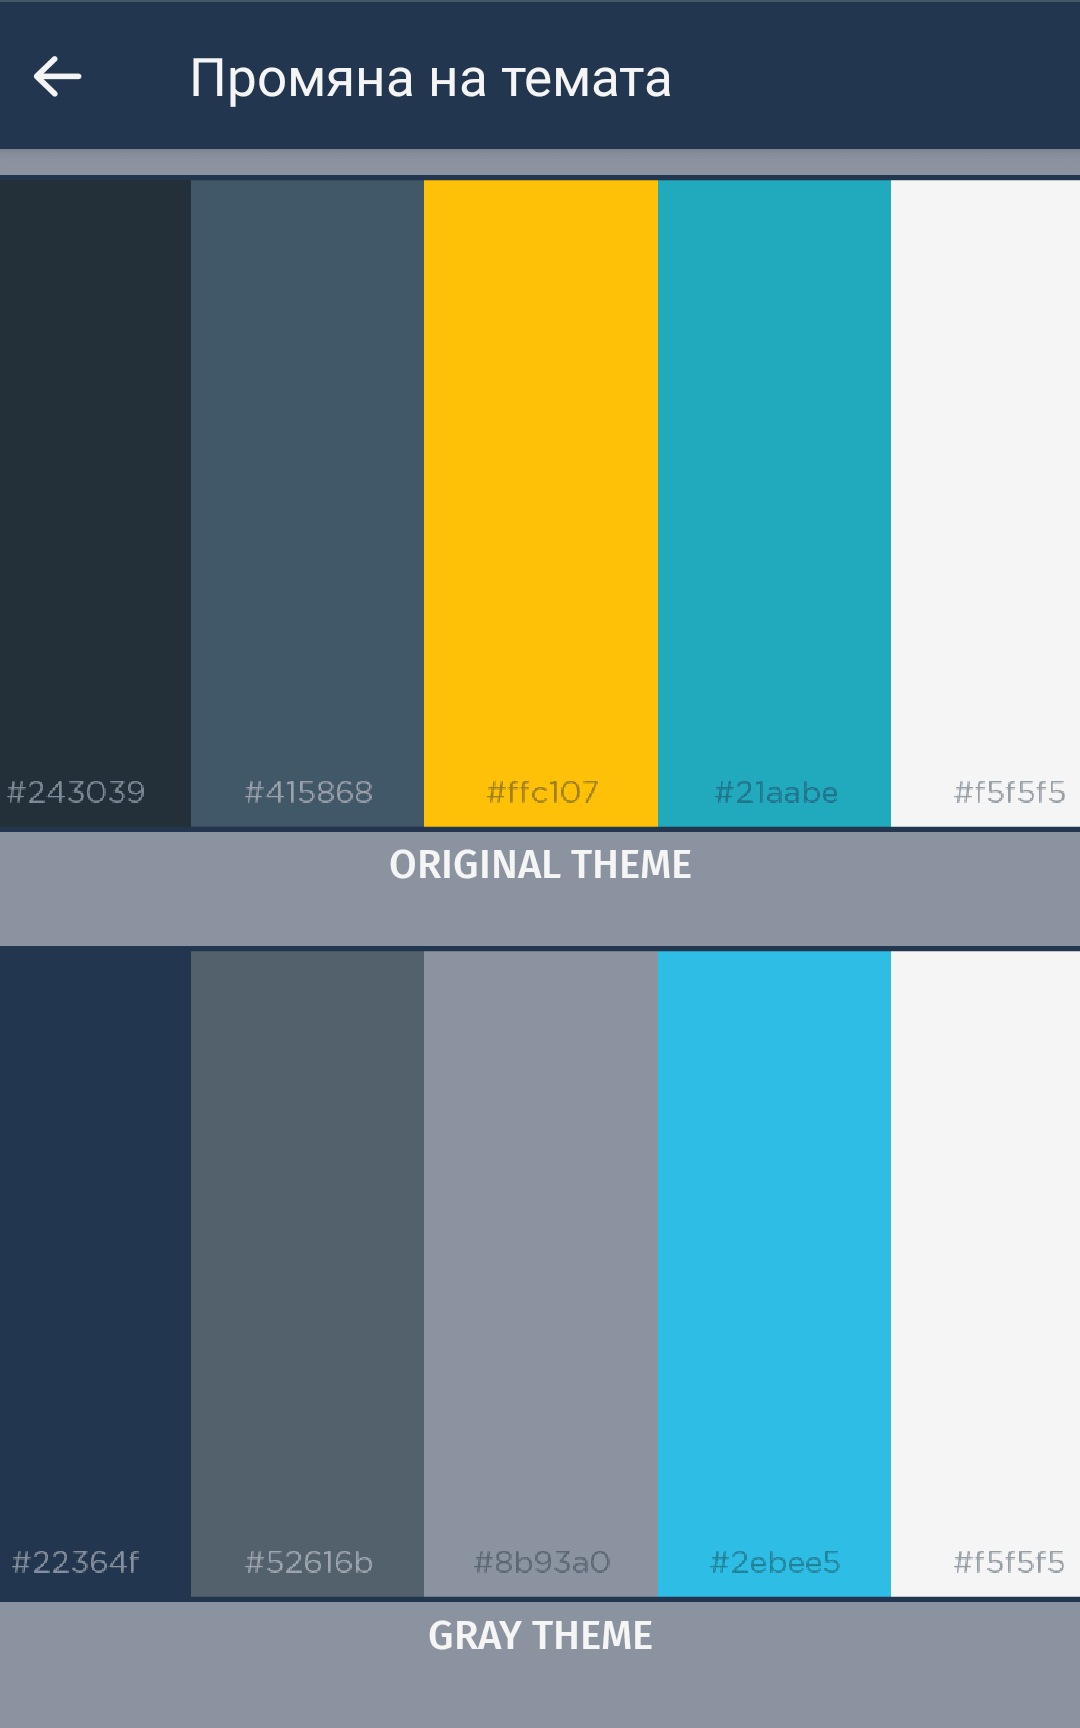 Промяна на темата
#243039 #415868 #ffc107 #21aabe #f5f5f5
ORIGINAL THEME
#22364f #52616b #8b93a0 #2ebee5 #f5f5f5
GRAY THEME